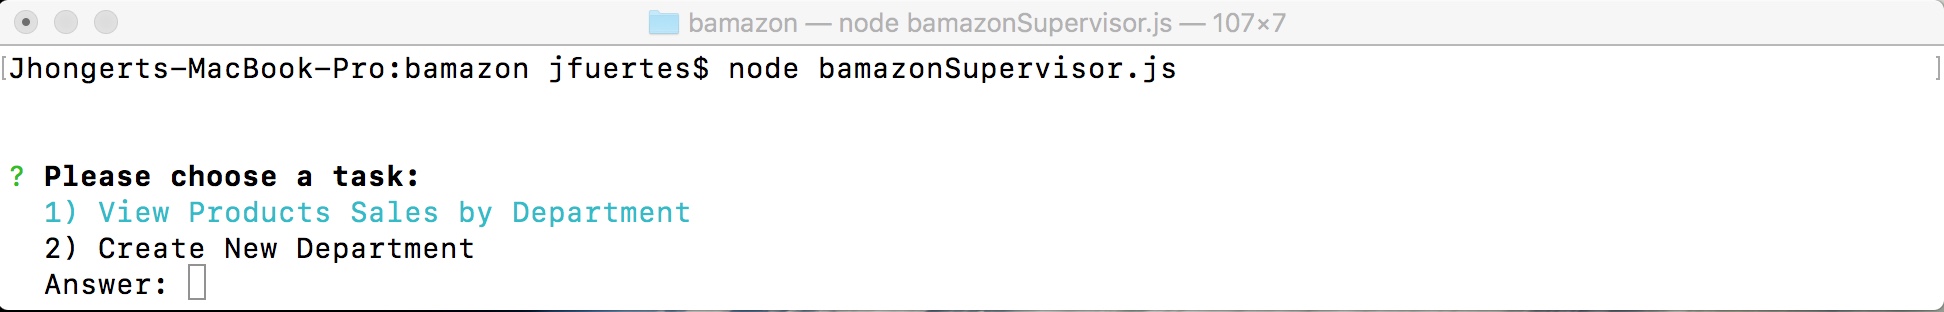 bamazon — node bamazonSupervisor.js — 107×7
[Jhongerts-MacBook-Pro:bamazon jfuertes$ node bamazonSupervisor.js ]
? Please choose a task:
1) View Products Sales by Department
2) Create New Department
Answer: